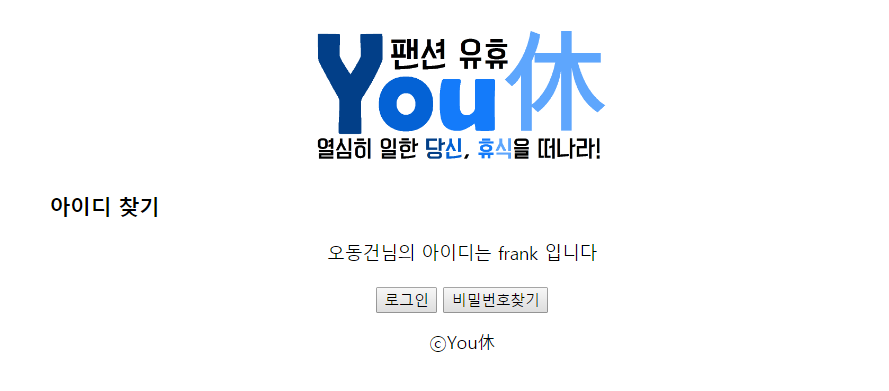 팬션 유휴
You休
열심히 일한 당신, 휴식을 떠나라!
아이디 찾기
오동건님의 아이디는 frank 입니다
로그인 비밀번호찾기
ⓒYou休